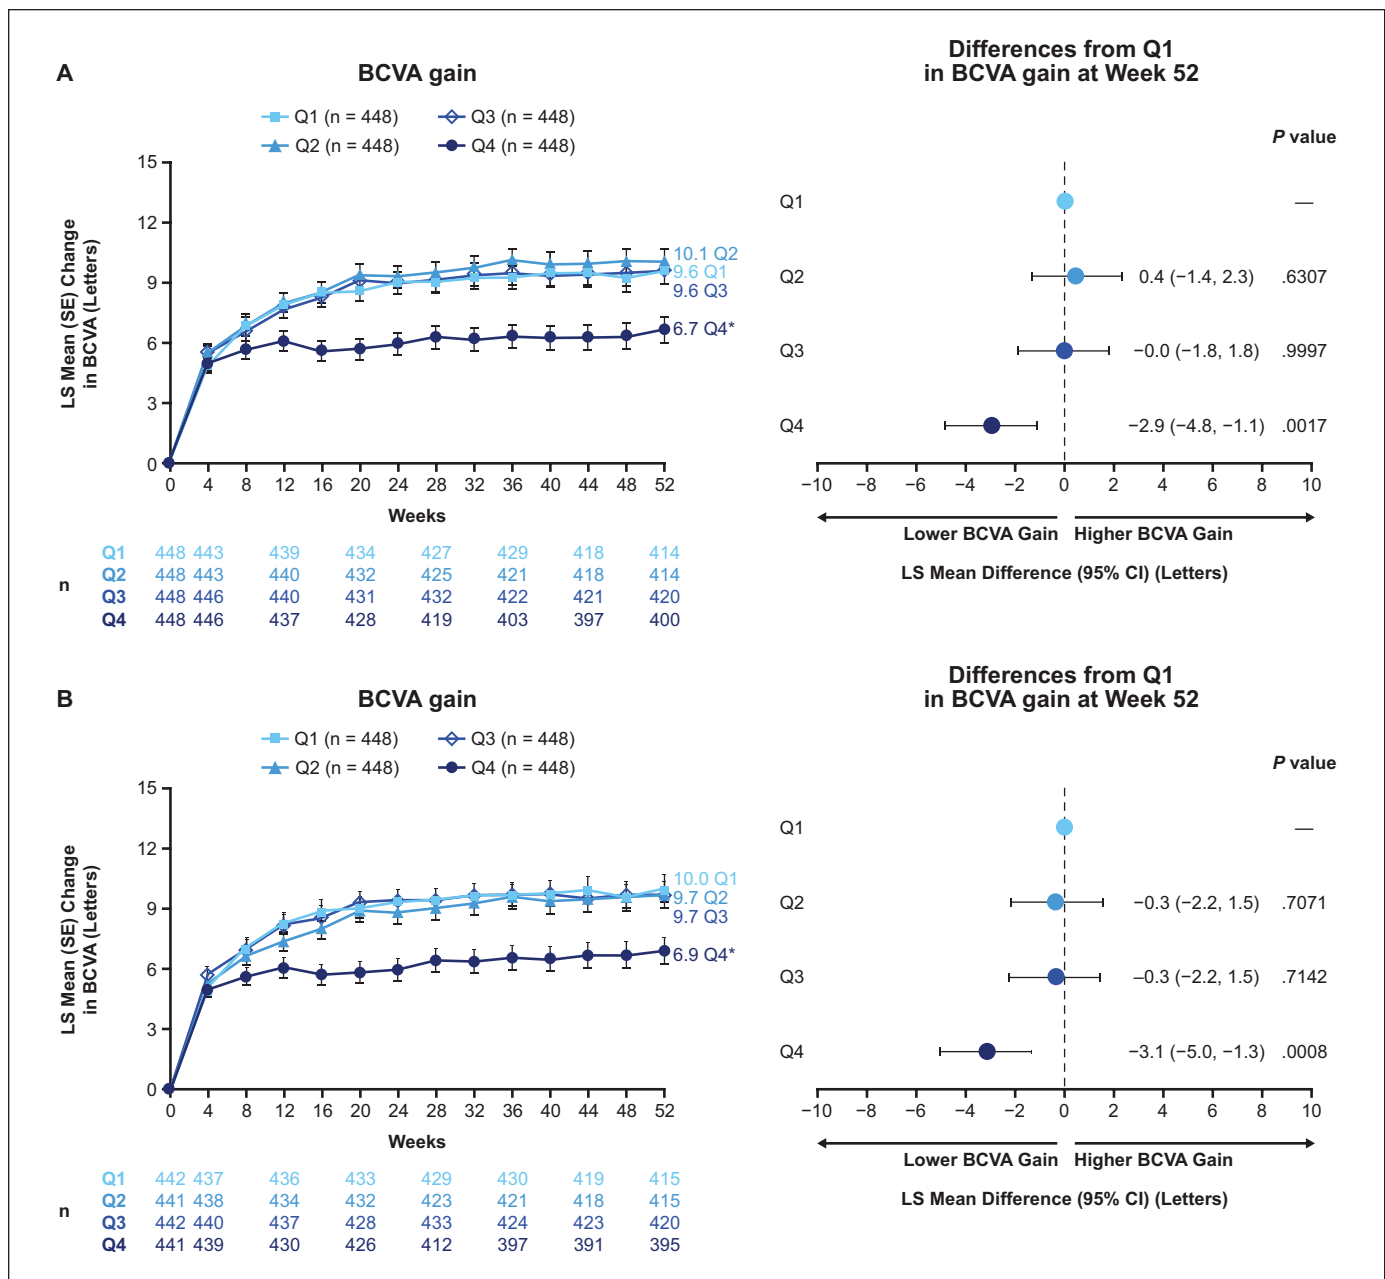 A
BCVA gain
Differences from Q1
in BCVA gain at Week 52
Q1 (n = 448)
Q3 (n = 448)
Q2 (n = 448)
Q4 (n = 448)
P value
LS Mean (SE) Change
in BCVA (Letters)
15
12
9
6
3
0
10.1 Q2
9.6 Q1
9.6 Q3
6.7 Q4*
0 4 8 12 16 20 24 28 32 36 40 44 48 52
Weeks
Q1 —
Q2 0.4 (−1.4, 2.3) .6307
Q3 −0.0 (−1.8, 1.8) .9997
Q4 −2.9 (−4.8, −1.1) .0017
−10 −8 −6 −4 −2 0 2 4 6 8 10
Lower BCVA Gain Higher BCVA Gain
LS Mean Difference (95% CI) (Letters)
n
Q1 448 443 439 434 427 429 418 414
Q2 448 443 440 432 425 421 418 414
Q3 448 446 440 431 432 422 421 420
Q4 448 446 437 428 419 403 397 400
B
BCVA gain
Differences from Q1
in BCVA gain at Week 52
Q1 (n = 448)
Q3 (n = 448)
Q2 (n = 448)
Q4 (n = 448)
P value
LS Mean (SE) Change
in BCVA (Letters)
15
12
9
6
3
0
10.0 Q1
9.7 Q2
9.7 Q3
6.9 Q4*
0 4 8 12 16 20 24 28 32 36 40 44 48 52
Weeks
Q1 —
Q2 −0.3 (−2.2, 1.5) .7071
Q3 –0.3 (−2.2, 1.5) .7142
Q4 −3.1 (−5.0, −1.3) .0008
−10 −8 −6 −4 −2 0 2 4 6 8 10
Lower BCVA Gain Higher BCVA Gain
LS Mean Difference (95% CI) (Letters)
n
Q1 442 437 436 433 429 430 419 415
Q2 441 438 434 432 423 421 418 415
Q3 442 440 437 428 433 424 423 420
Q4 441 439 430 426 412 397 391 395